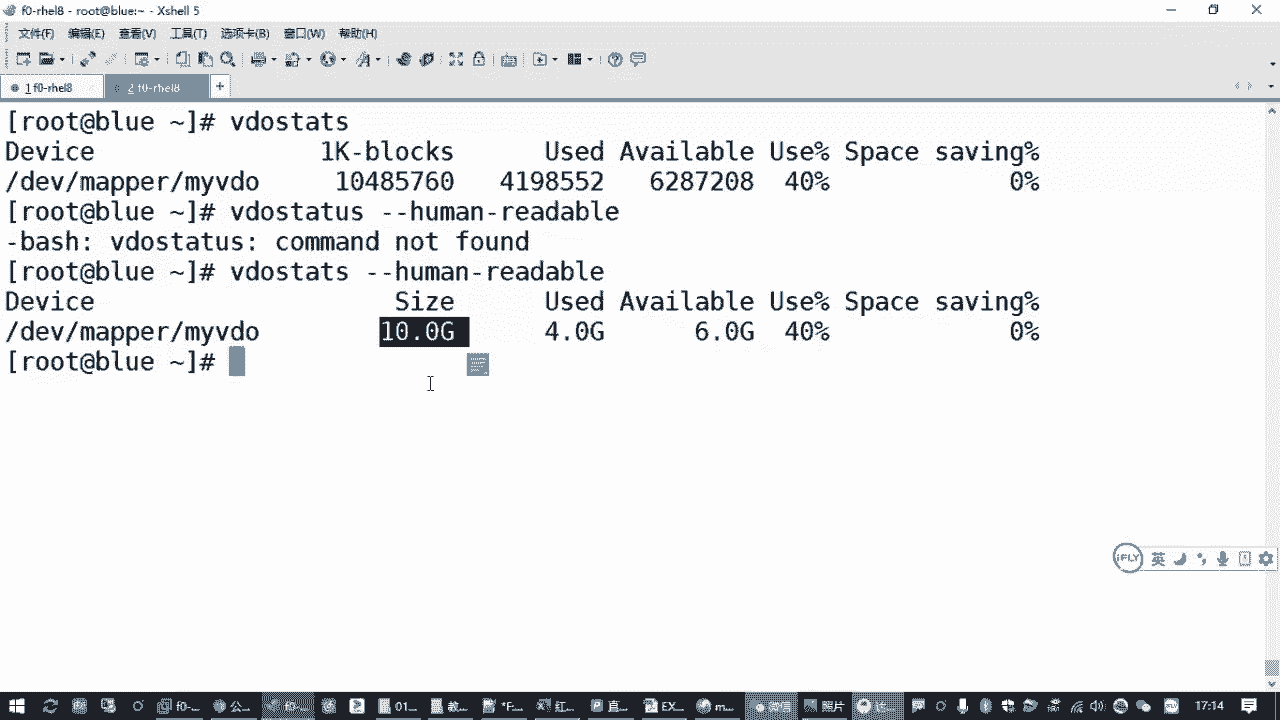 f0-rhel8 - root@blue:~ - Xshell 5
文件(F) 编辑(E) 查看(V) 工具(T) 选项卡(B) 窗口(W) 帮助(H)
1 f0-rhel8 2 f0-rhel8 +
[root@blue ~]# vdostats
Device 1K-blocks Used Available Use% Space saving%
/dev/mapper/myvdo 10485760 4198552 6287208 40% 0%
[root@blue ~]# vdostatus --human-readable
-bash: vdostatus: command not found
[root@blue ~]# vdostats --human-readable
Device Size Used Available Use% Space saving%
/dev/mapper/myvdo 10.0G 4.0G 6.0G 40% 0%
[root@blue ~]#
iFLY 英
f0-... 公... f0-... 01... 教... *F... 红... 直... EX... m... 照片 17:14